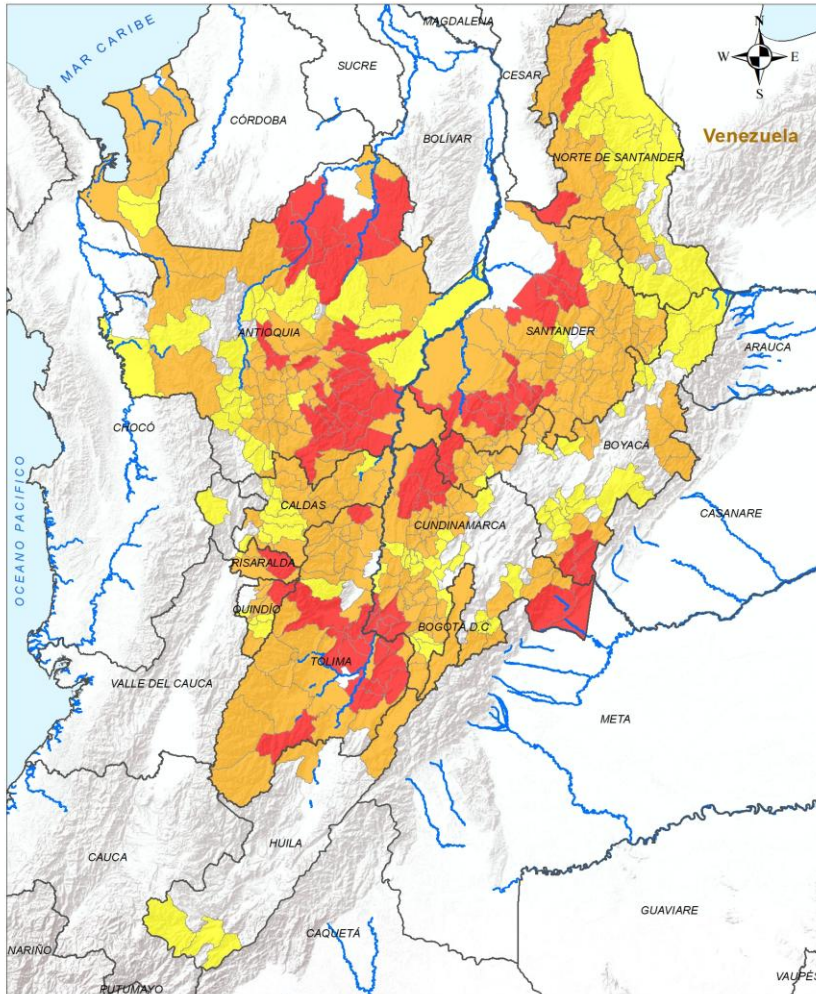 MAGDALENA
MAR CARIBE
N
W
E
S
SUCRE
CESAR
CÓRDOBA
BOLÍVAR
Venezuela
NORTE DE SANTANDER
ANTIOQUIA
SANTANDER
ARAUCA
CHOCÓ
BOYACÁ
OCEANO PACIFICO
CALDAS
CASANARE
CUNDINAMARCA
RISARALDA
QUINDÍO
BOGOTÁ D.C
TOLIMA
VALLE DEL CAUCA
META
HUILA
CAUCA
GUAVIARE
CAQUETÁ
NARIÑO
PUTUMAYO
VAUPÉS